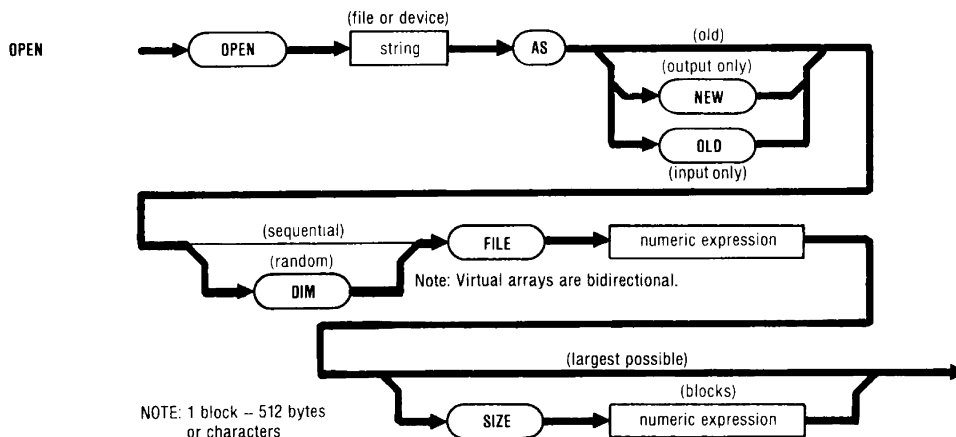 OPEN
OPEN
(file or device)
string
AS
(old)
(output only)
NEW
OLD
(input only)
(sequential)
(random)
DIM
FILE
numeric expression
Note: Virtual arrays are bidirectional.
(largest possible)
(blocks)
SIZE
numeric expression
NOTE: 1 block -- 512 bytes
or characters